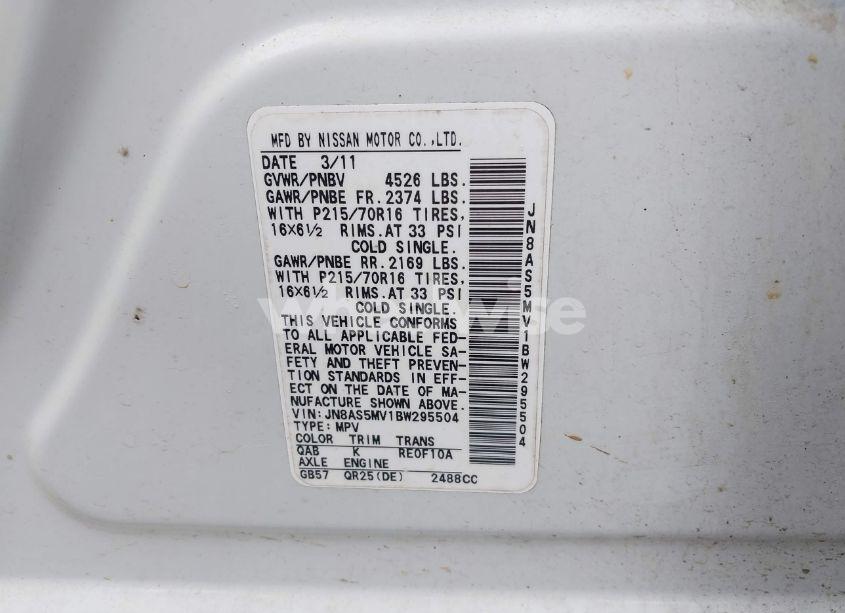 MFD BY NISSAN MOTOR CO.,LTD.
DATE 3/11
GVWR/PNBV 4526 LBS.
GAWR/PNBE FR.2374 LBS.
WITH P215/70R16 TIRES,
16X6½ RIMS.AT 33 PSI
COLD SINGLE.
GAWR/PNBE RR.2169 LBS.
WITH P215/70R16 TIRES,
16X6½ RIMS.AT 33 PSI
COLD SINGLE.
THIS VEHICLE CONFORMS
TO ALL APPLICABLE FED-
ERAL MOTOR VEHICLE SA-
FETY AND THEFT PREVEN-
TION STANDARDS IN EFF-
ECT ON THE DATE OF MA-
NUFACTURE SHOWN ABOVE.
VIN:JN8AS5MV1BW295504
TYPE:MPV
COLOR TRIM TRANS
QAB K RE0F10A
AXLE ENGINE
GB57 QR25(DE) 2488CC
JN8AS5MV1BW295504